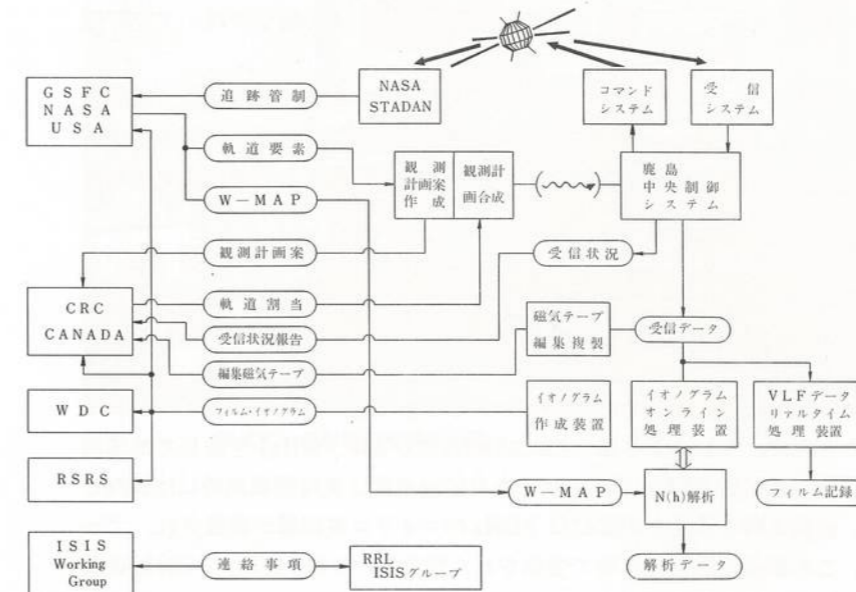 GSFC
NASA
USA
追跡管制
NASA
STADAN
コマンド
システム
受信
システム
軌道要素
観測
計画案
作成
観測計
画合成
鹿島
中央制御
システム
W-MAP
観測計画案
受信状況
CRC
CANADA
軌道割当
受信状況報告
編集磁気テープ
磁気テープ
編集複製
受信データ
WDC
フィルム・イオノグラム
イオノグラム
作成装置
イオノグラム
オンライン
処理装置
VLFデータ
リアルタイム
処理装置
RSRS
W-MAP
N(h)解析
フィルム記録
ISIS
Working
Group
連絡事項
RRL
ISISグループ
解析データ